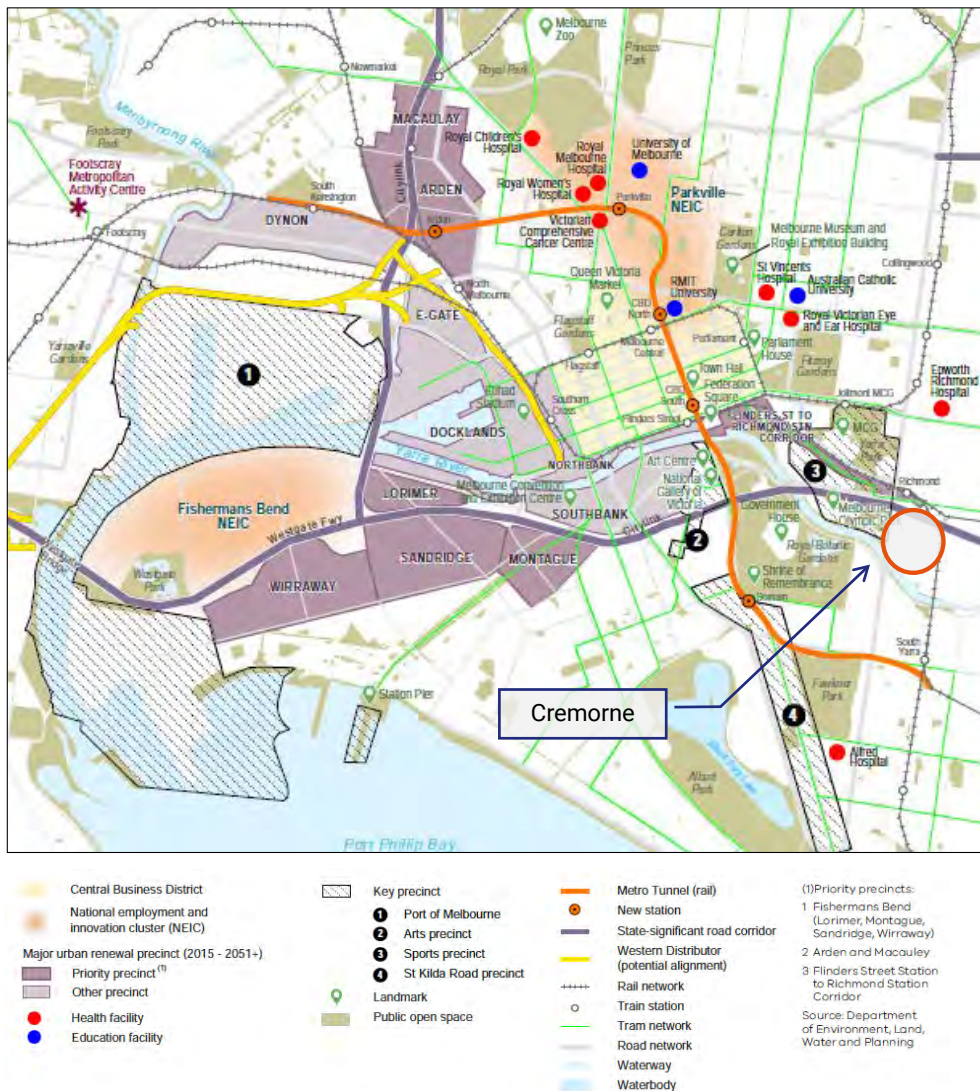 Melbourne
Zoo
Princes
Park
Royal Park
Newmarket
Maribyrnong River
Footscray
Park
MACAULAY
Royal Children's
Hospital
Royal
Melbourne
Hospital
University of
Melbourne
Footscray
Metropolitan
Activity Centre
Citylink
ARDEN
South
Kensington
Royal Women's
Hospital
Parkville
Parkville
NEIC
DYNON
Arden
Victorian
Comprehensive
Cancer Centre
Carlton
Gardens
Melbourne Museum and
Royal Exhibition Building
Footscray
Collingwood
North
Melbourne
Queen Victoria
Market
RMIT
University
St Vincents
Hospital
Australian Catholic
University
CBD
North
Royal Victorian Eye
and Ear Hospital
E-GATE
Flagstaff
Gardens
Yarraville
Gardens
Melbourne
Central
Parliament
Parliament
House
Flagstaff
Fitzroy
Gardens
Epworth
Richmond
Hospital
1
Etihad
Stadium
Southern
Cross
Town Hall
CBD
South
Federation
Square
Jolimont MCG
DOCKLANDS
Flinders Street
FLINDERS ST TO
RICHMOND STN
CORRIDOR
MCG
Yarra
Park
Yarra River
NORTHBANK
Art Centre
3
Richmond
LORIMER
Melbourne Convention
and Exhibition Centre
National
Gallery of
Victoria
Fishermans Bend
NEIC
SOUTHBANK
Citylink
Government
House
Melbourne
Olympic P
Westgate Fwy
2
Royal Botanic
Gardens
Westgate
Bridge
Westgate
Park
SANDRIDGE
MONTAGUE
WIRRAWAY
Shrine of
Remembrance
Domain
South
Yarra
Station Pier
Cremorne
Fawkner
Park
4
Albert
Park
Alfred
Hospital
Port Phillip Bay
Central Business District
National employment and
innovation cluster (NEIC)
Major urban renewal precinct (2015 - 2051+)
Priority precinct (1)
Other precinct
Health facility
Education facility
Key precinct
1 Port of Melbourne
2 Arts precinct
3 Sports precinct
4 St Kilda Road precinct
Landmark
Public open space
Metro Tunnel (rail)
New station
State-significant road corridor
Western Distributor
(potential alignment)
Rail network
Train station
Tram network
Road network
Waterway
Waterbody
(1)Priority precincts:
1 Fishermans Bend
(Lorimer, Montague,
Sandridge, Wirraway)
2 Arden and Macauley
3 Flinders Street Station
to Richmond Station
Corridor
Source: Department
of Environment, Land,
Water and Planning